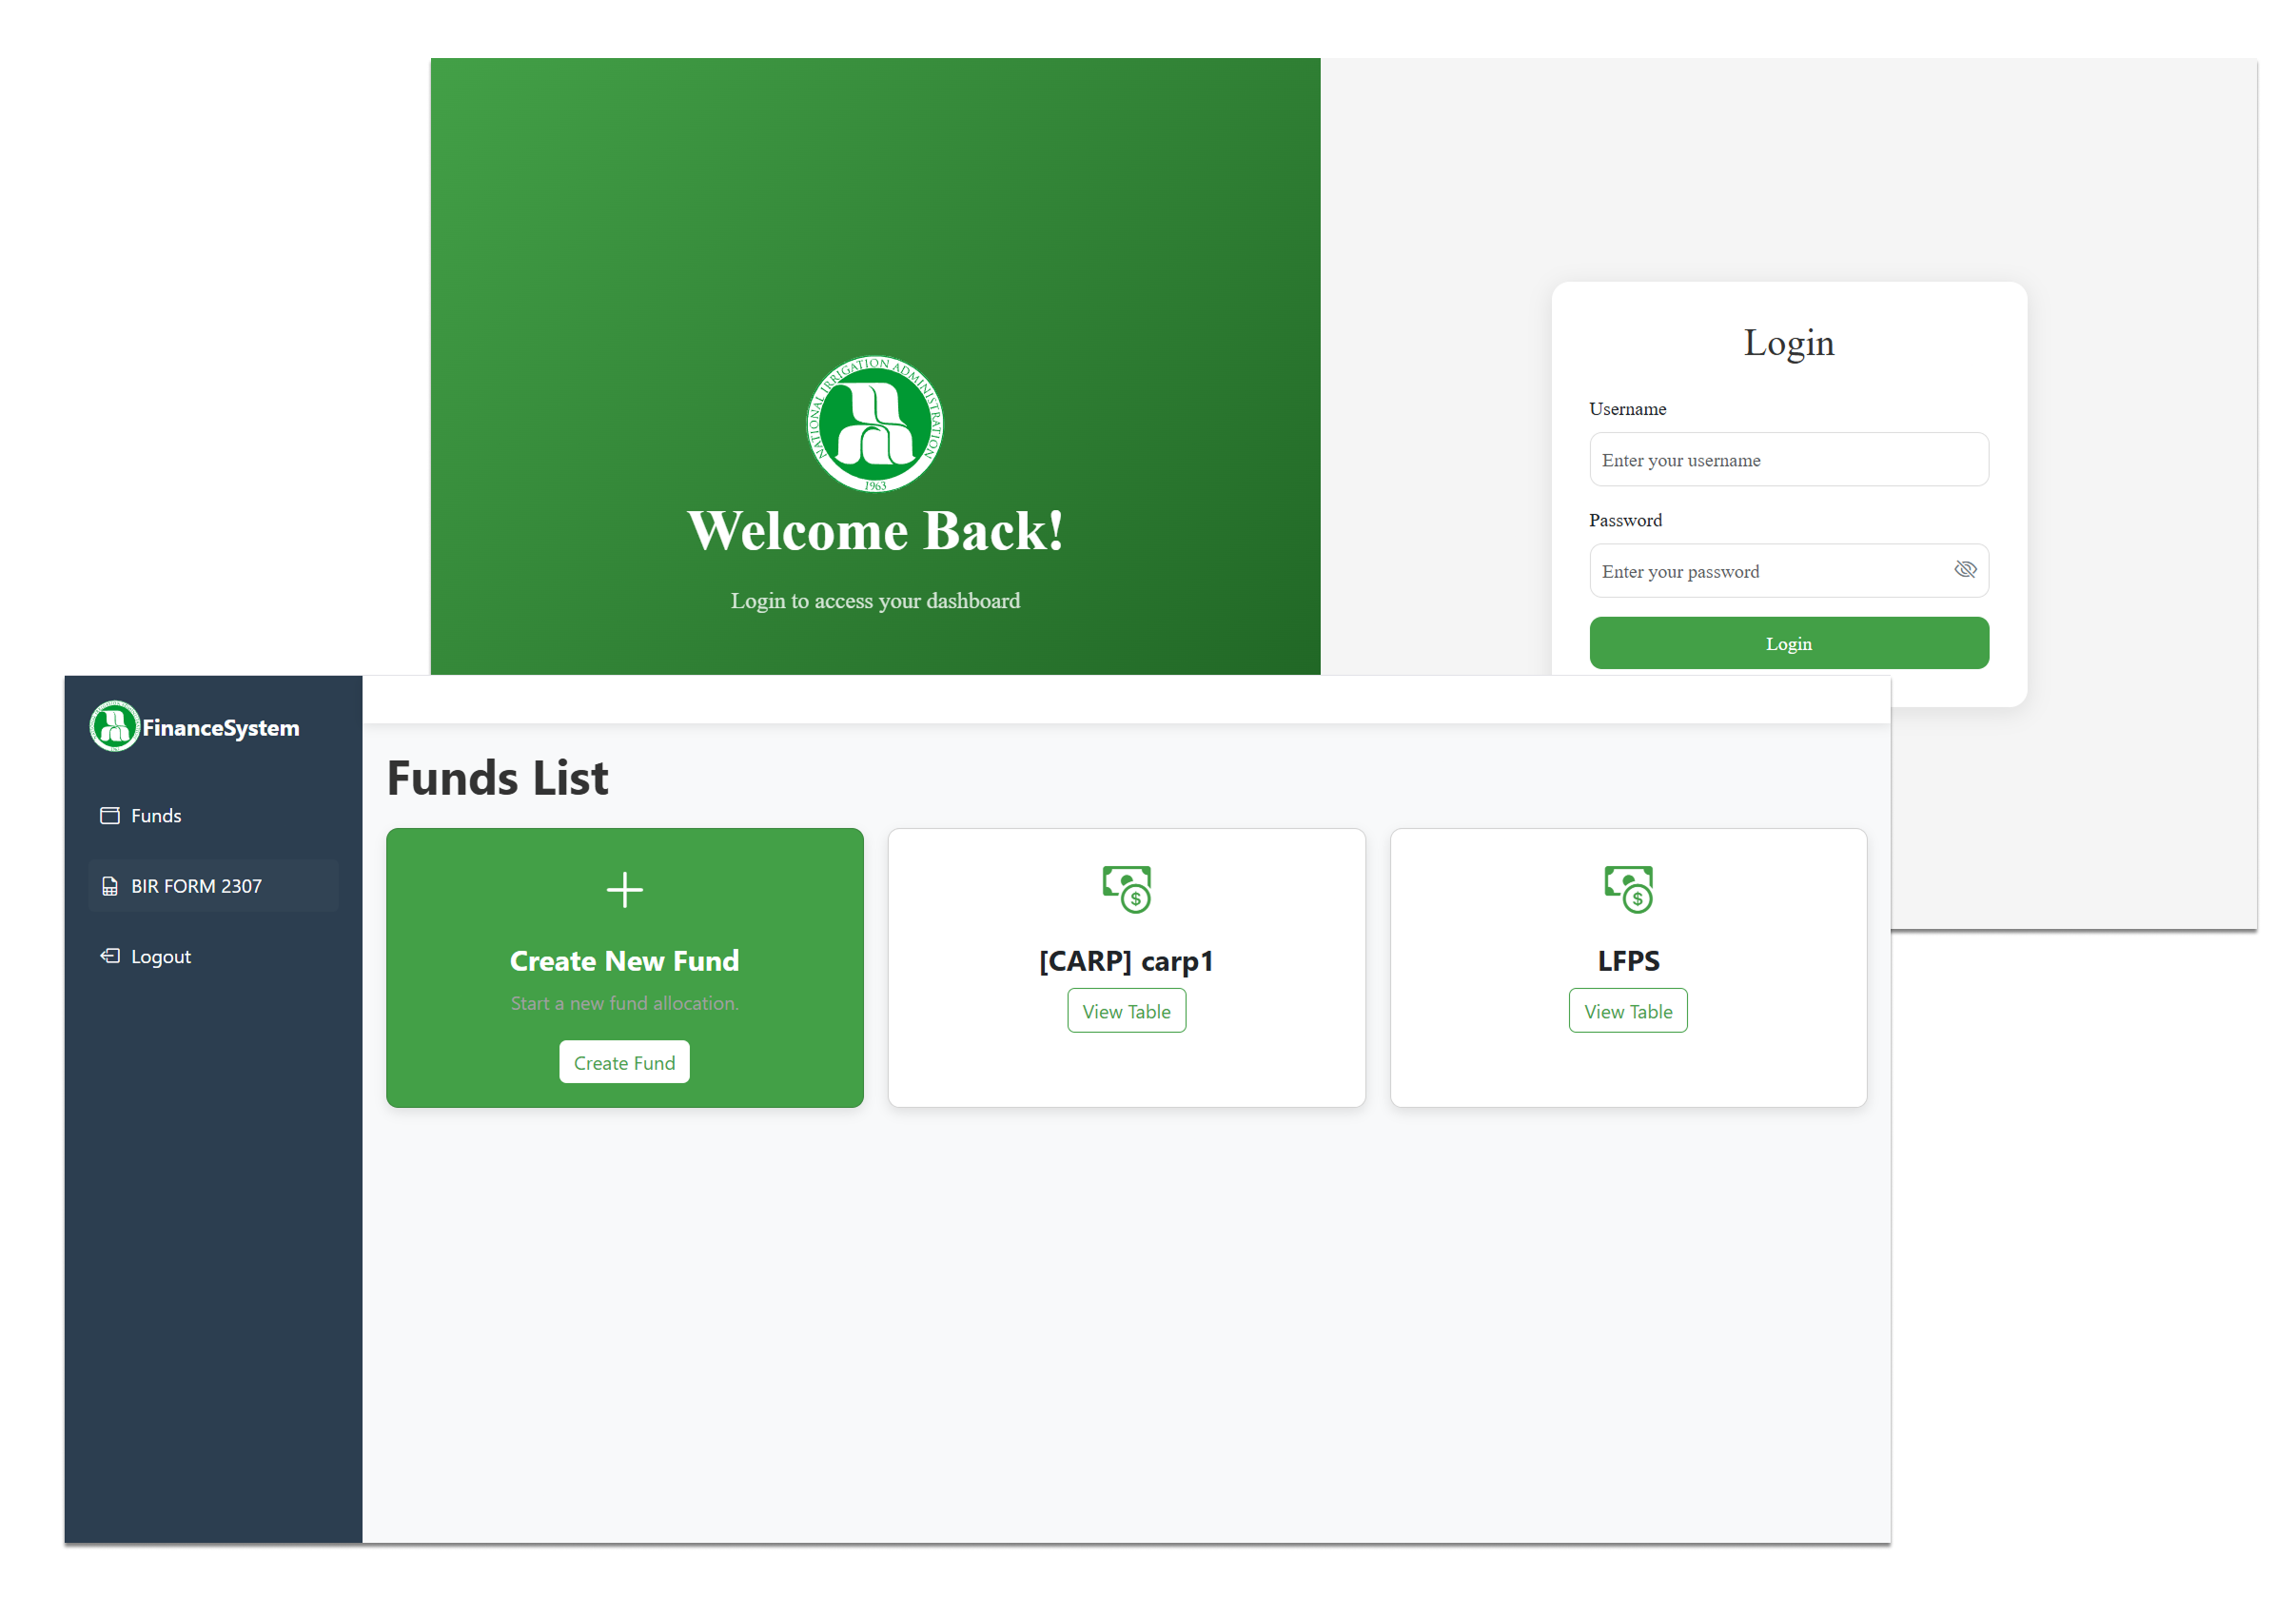 NATIONAL IRRIGATION ADMINISTRATION
1963
Welcome Back!
Login to access your dashboard
Login
Username
Enter your username
Password
Enter your password
Login
FinanceSystem
Funds
BIR FORM 2307
Logout
Funds List
Create New Fund
Start a new fund allocation.
Create Fund
[CARP] carp1
View Table
LFPS
View Table